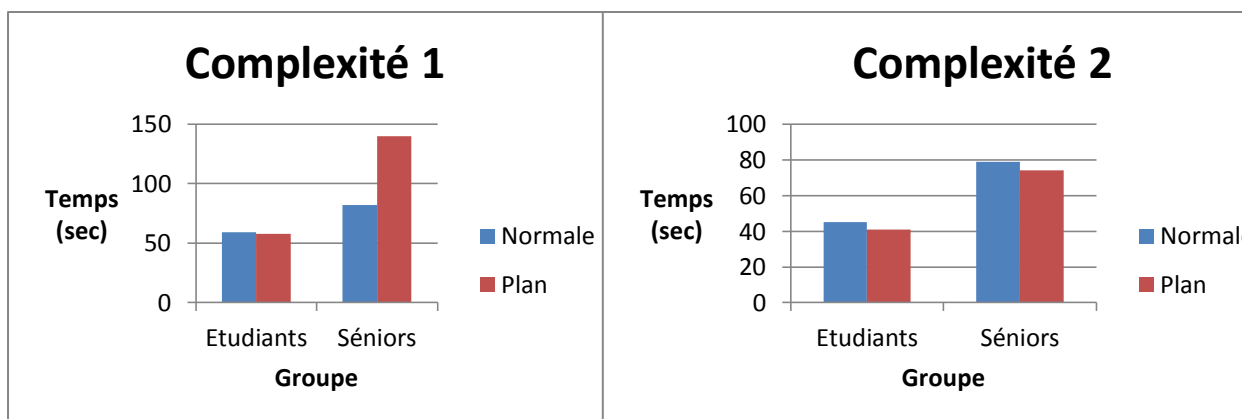 Complexité 1
150
100
50
0
Temps
(sec)
Etudiants
Séniors
Groupe
Normale
Plan
Complexité 2
100
80
60
40
20
0
Temps
(sec)
Etudiants
Séniors
Groupe
Normal
Plan